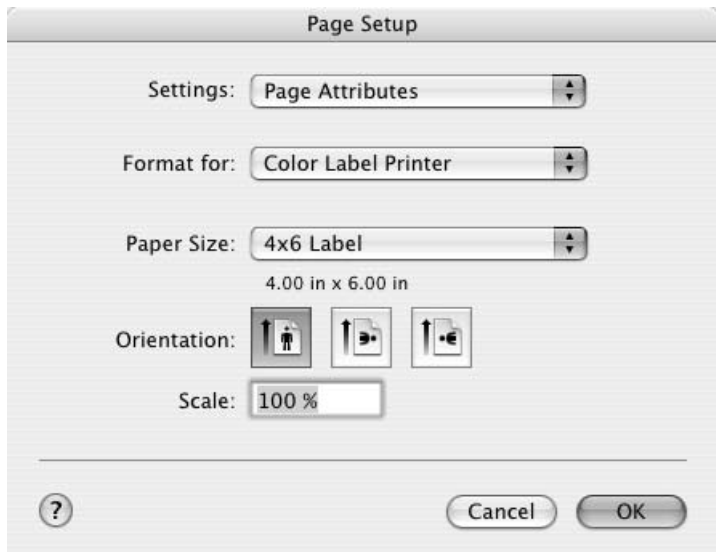 Page Setup
Settings: Page Attributes
Format for: Color Label Printer
Paper Size: 4x6 Label
4.00 in x 6.00 in
Orientation:
Scale: 100 %
? Cancel OK